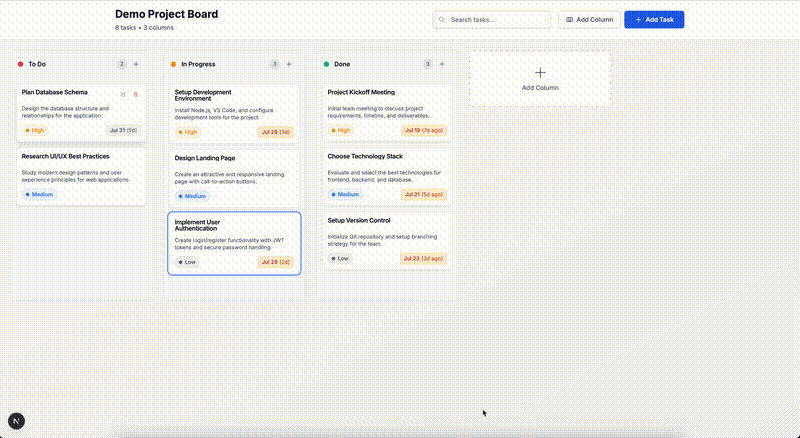 Demo Project Board
8 tasks • 3 columns
Search tasks...
Add Column
Add Task
To Do
2
Plan Database Schema
Design the database structure and
relationships for the application.
High
Jul 31 (5d)
Research UI/UX Best Practices
Study modern design patterns and user
experience principles for web applications.
Medium
In Progress
3
Setup Development
Environment
Install Node.js, VS Code, and configure
development tools for the project.
High
Jul 29 (3d)
Design Landing Page
Create an attractive and responsive landing
page with call-to-action buttons.
Medium
Implement User
Authentication
Create login/register functionality with JWT
tokens and secure password handling.
Low
Jul 28 (2d)
Done
3
Project Kickoff Meeting
Initial team meeting to discuss project
requirements, timeline, and deliverables.
High
Jul 19 (7d ago)
Choose Technology Stack
Evaluate and select the best technologies for
frontend, backend, and database.
Medium
Jul 21 (5d ago)
Setup Version Control
Initialize Git repository and setup branching
strategy for the team.
Low
Jul 23 (3d ago)
Add Column
N